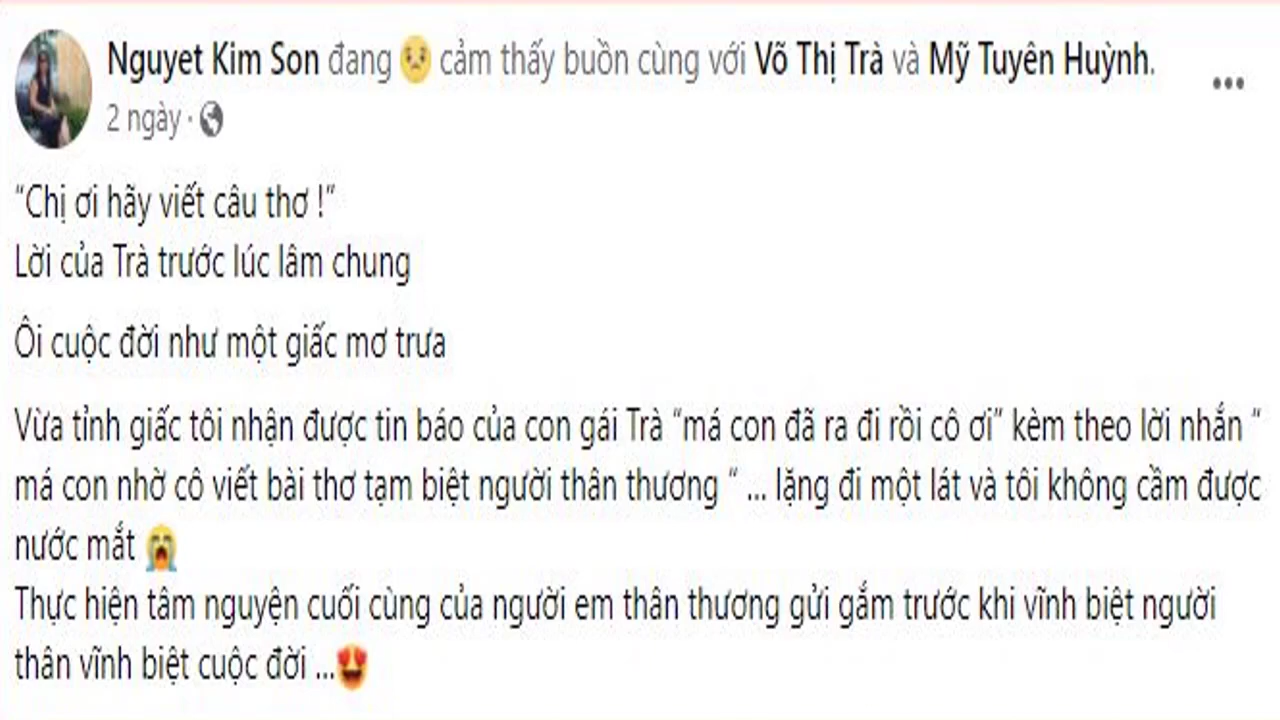 Nguyet Kim Son đang 😟 cảm thấy buồn cùng với Võ Thị Trà và Mỹ Tuyên Huỳnh.
2 ngày ·
“Chị ơi hãy viết câu thơ !”
Lời của Trà trước lúc lâm chung
Ôi cuộc đời như một giấc mơ trưa
Vừa tỉnh giấc tôi nhận được tin báo của con gái Trà “má con đã ra đi rồi cô ơi” kèm theo lời nhắn “
má con nhờ cô viết bài thơ tạm biệt người thân thương “ ... lặng đi một lát và tôi không cầm được
nước mắt 😭
Thực hiện tâm nguyện cuối cùng của người em thân thương gửi gắm trước khi vĩnh biệt người
thân vĩnh biệt cuộc đời ...😍